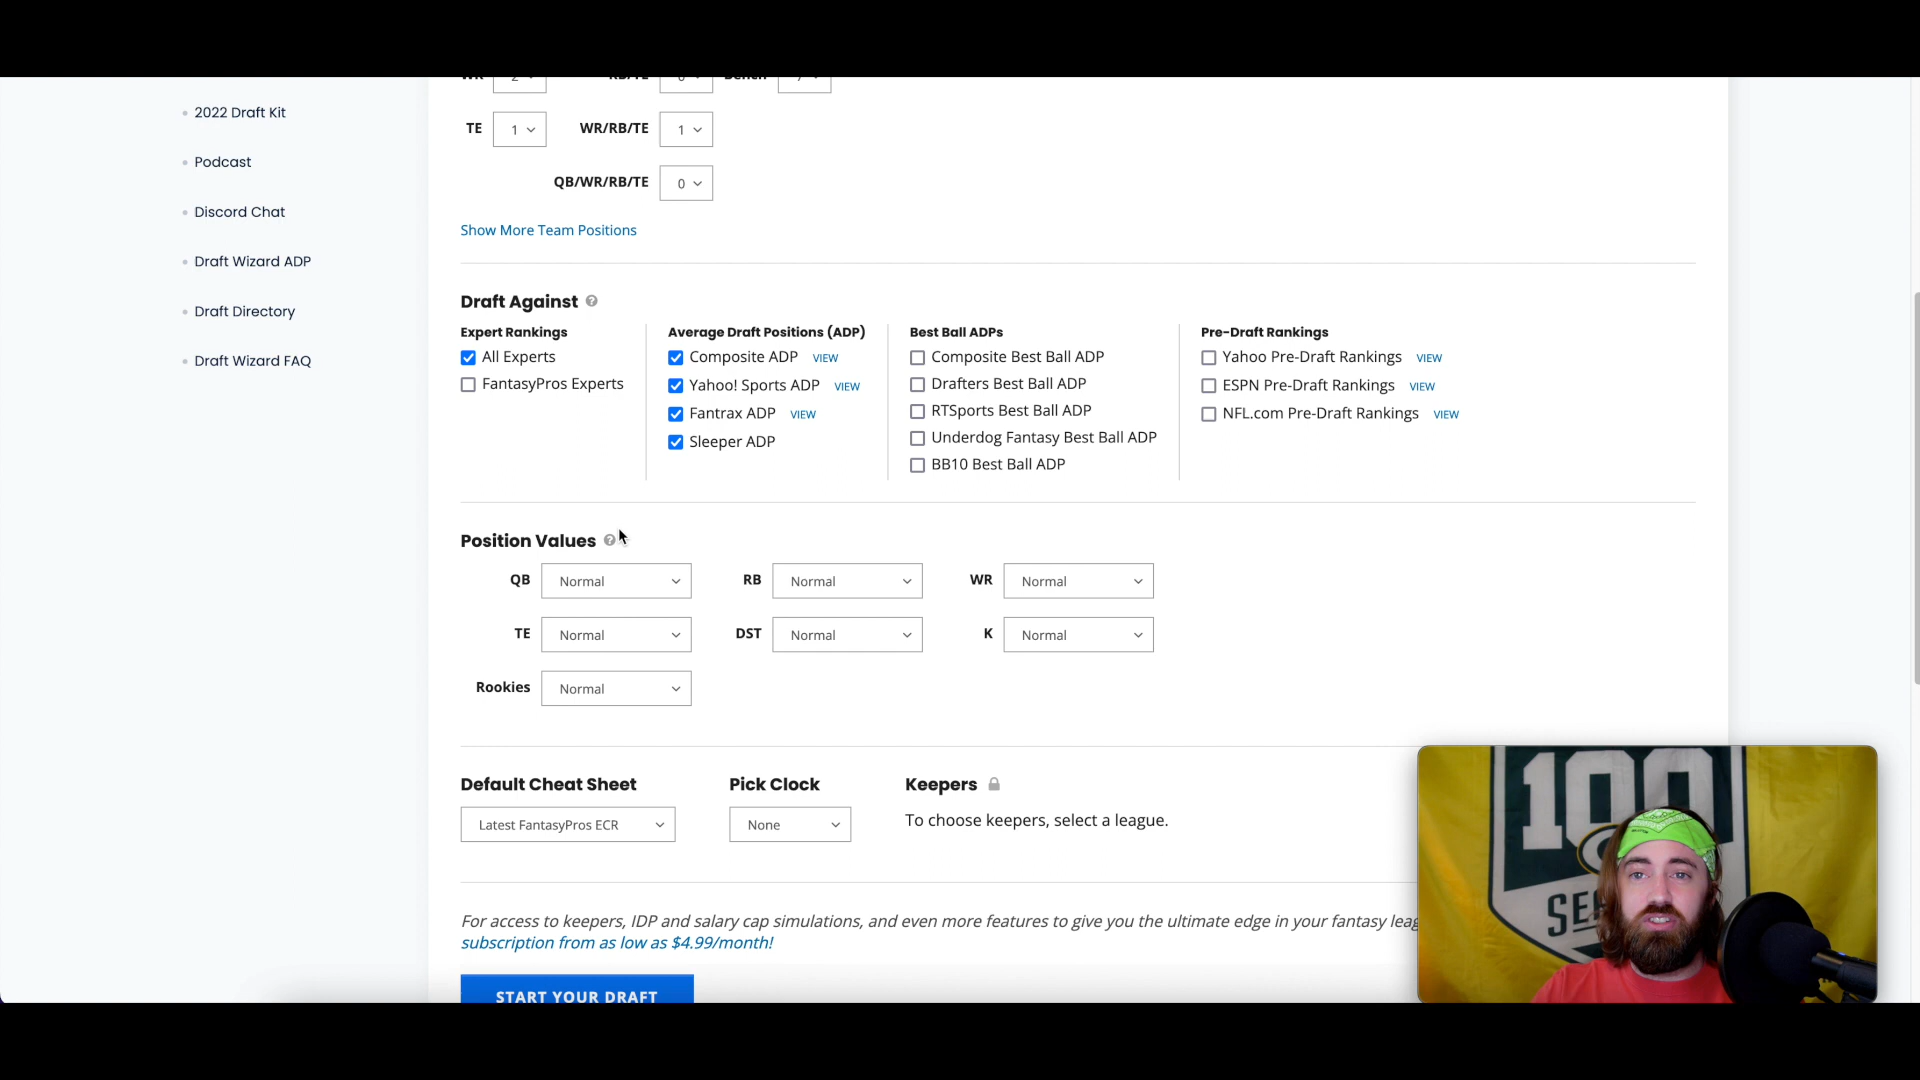 2022 Draft Kit
Podcast
Discord Chat
Draft Wizard ADP
Draft Directory
Draft Wizard FAQ
WR 2 RB/TE 0 Bench 7
TE 1 WR/RB/TE 1
QB/WR/RB/TE 0
Show More Team Positions
Draft Against ?
Expert Rankings
All Experts
FantasyPros Experts
Average Draft Positions (ADP)
Composite ADP VIEW
Yahoo! Sports ADP VIEW
Fantrax ADP VIEW
Sleeper ADP
Best Ball ADPs
Composite Best Ball ADP
Drafters Best Ball ADP
RTSports Best Ball ADP
Underdog Fantasy Best Ball ADP
BB10 Best Ball ADP
Pre-Draft Rankings
Yahoo Pre-Draft Rankings VIEW
ESPN Pre-Draft Rankings VIEW
NFL.com Pre-Draft Rankings VIEW
Position Values ?
QB Normal RB Normal WR Normal
TE Normal DST Normal K Normal
Rookies Normal
Default Cheat Sheet
Latest FantasyPros ECR
Pick Clock
None
Keepers
To choose keepers, select a league.
For access to keepers, IDP and salary cap simulations, and even more features to give you the ultimate edge in your fantasy
subscription from as low as $4.99/month!
START YOUR DRAFT
100